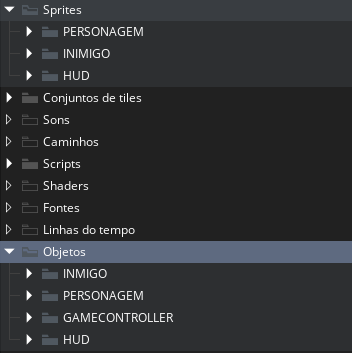 Sprites
PERSONAGEM
INIMIGO
HUD
Conjuntos de tiles
Sons
Caminhos
Scripts
Shaders
Fontes
Linhas do tempo
Objetos
INMIGO
PERSONAGEM
GAMECONTROLLER
HUD